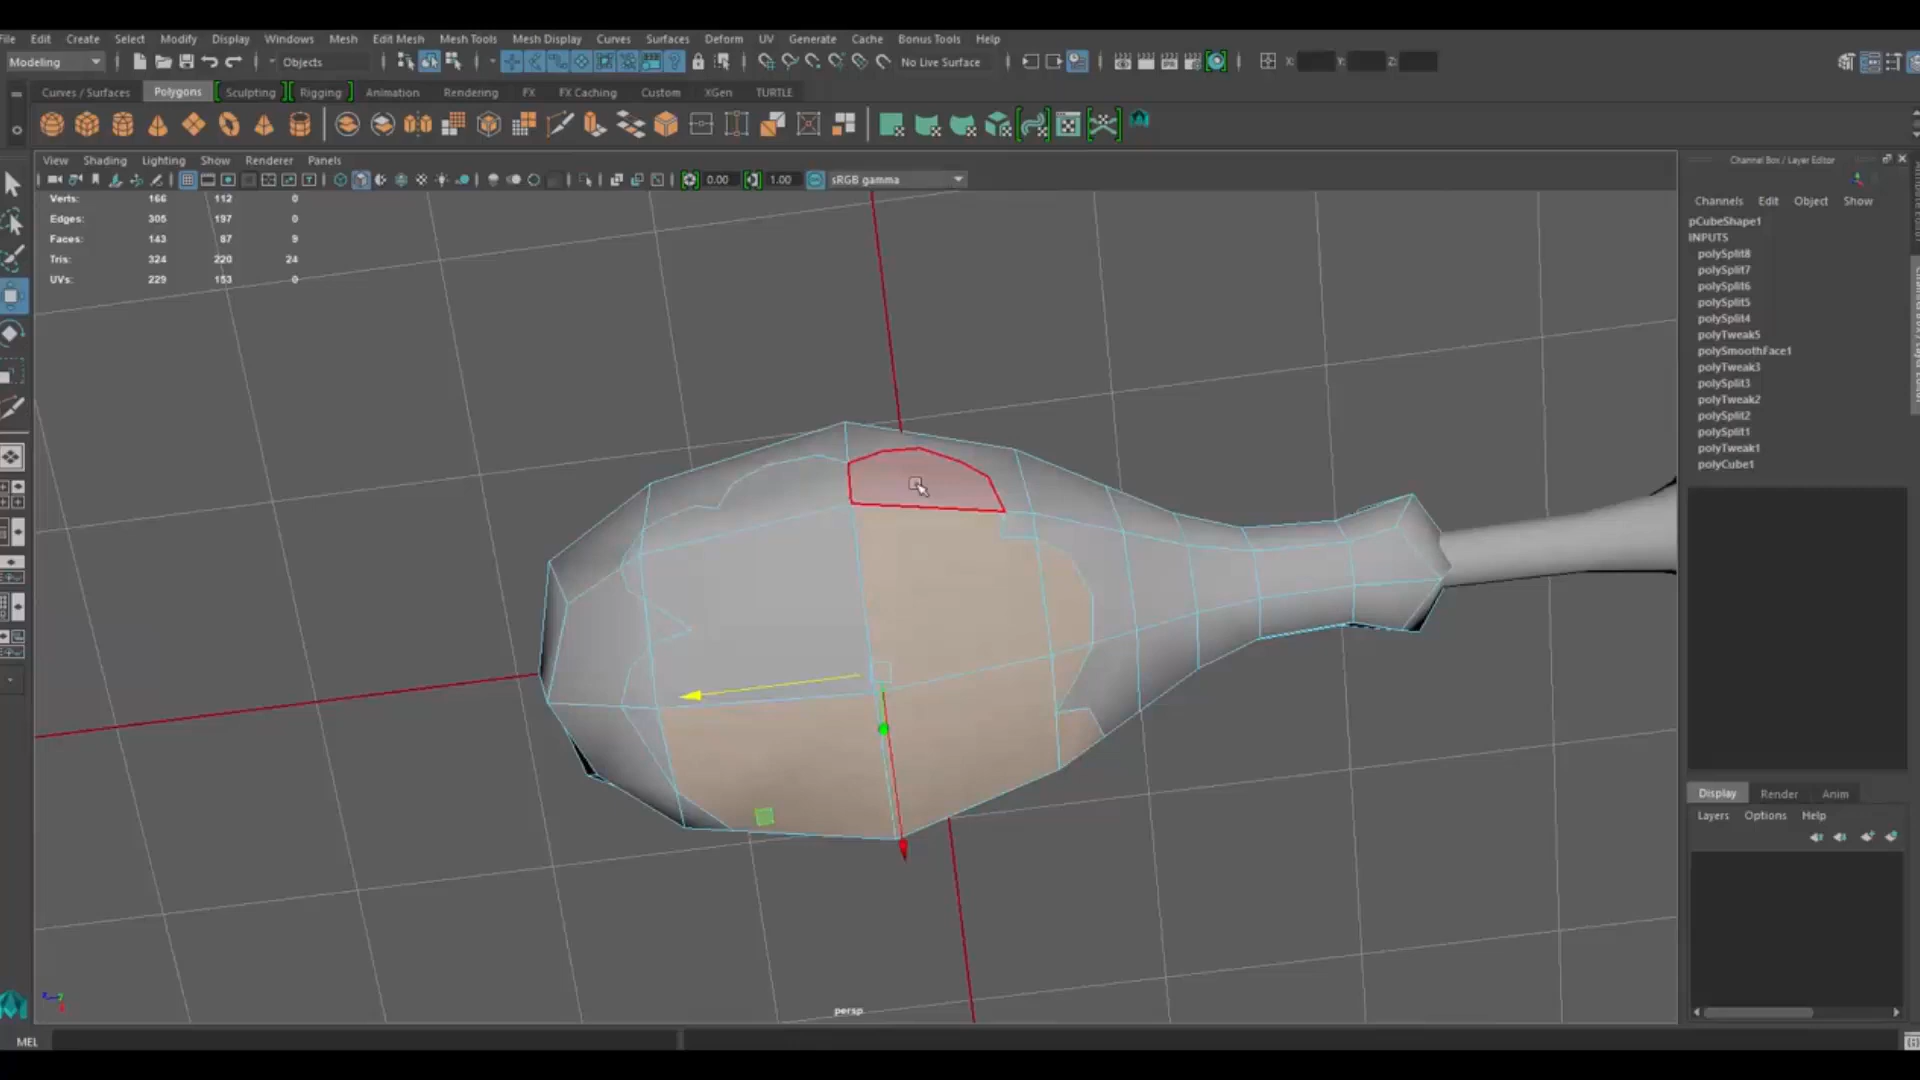 File Edit Create Select Modify Display Windows Mesh Edit Mesh Mesh Tools Mesh Display Curves Surfaces Deform UV Generate Cache Bonus Tools Help
Modeling Objects No Live Surface X: Y: Z:
Curves / Surfaces Polygons Sculpting Rigging Animation Rendering FX FX Caching Custom XGen TURTLE
View Shading Lighting Show Renderer Panels
0.00 1.00 sRGB gamma
Verts: 166 112 0
Edges: 305 197 0
Faces: 143 87 9
Tris: 324 220 24
UVs: 229 153 0
persp
MEL
Channel Box / Layer Editor
Channels Edit Object Show
pCubeShape1
INPUTS
polySplit8
polySplit7
polySplit6
polySplit5
polySplit4
polyTweak5
polySmoothFace1
polyTweak3
polySplit3
polyTweak2
polySplit2
polySplit1
polyTweak1
polyCube1
Display Render Anim
Layers Options Help